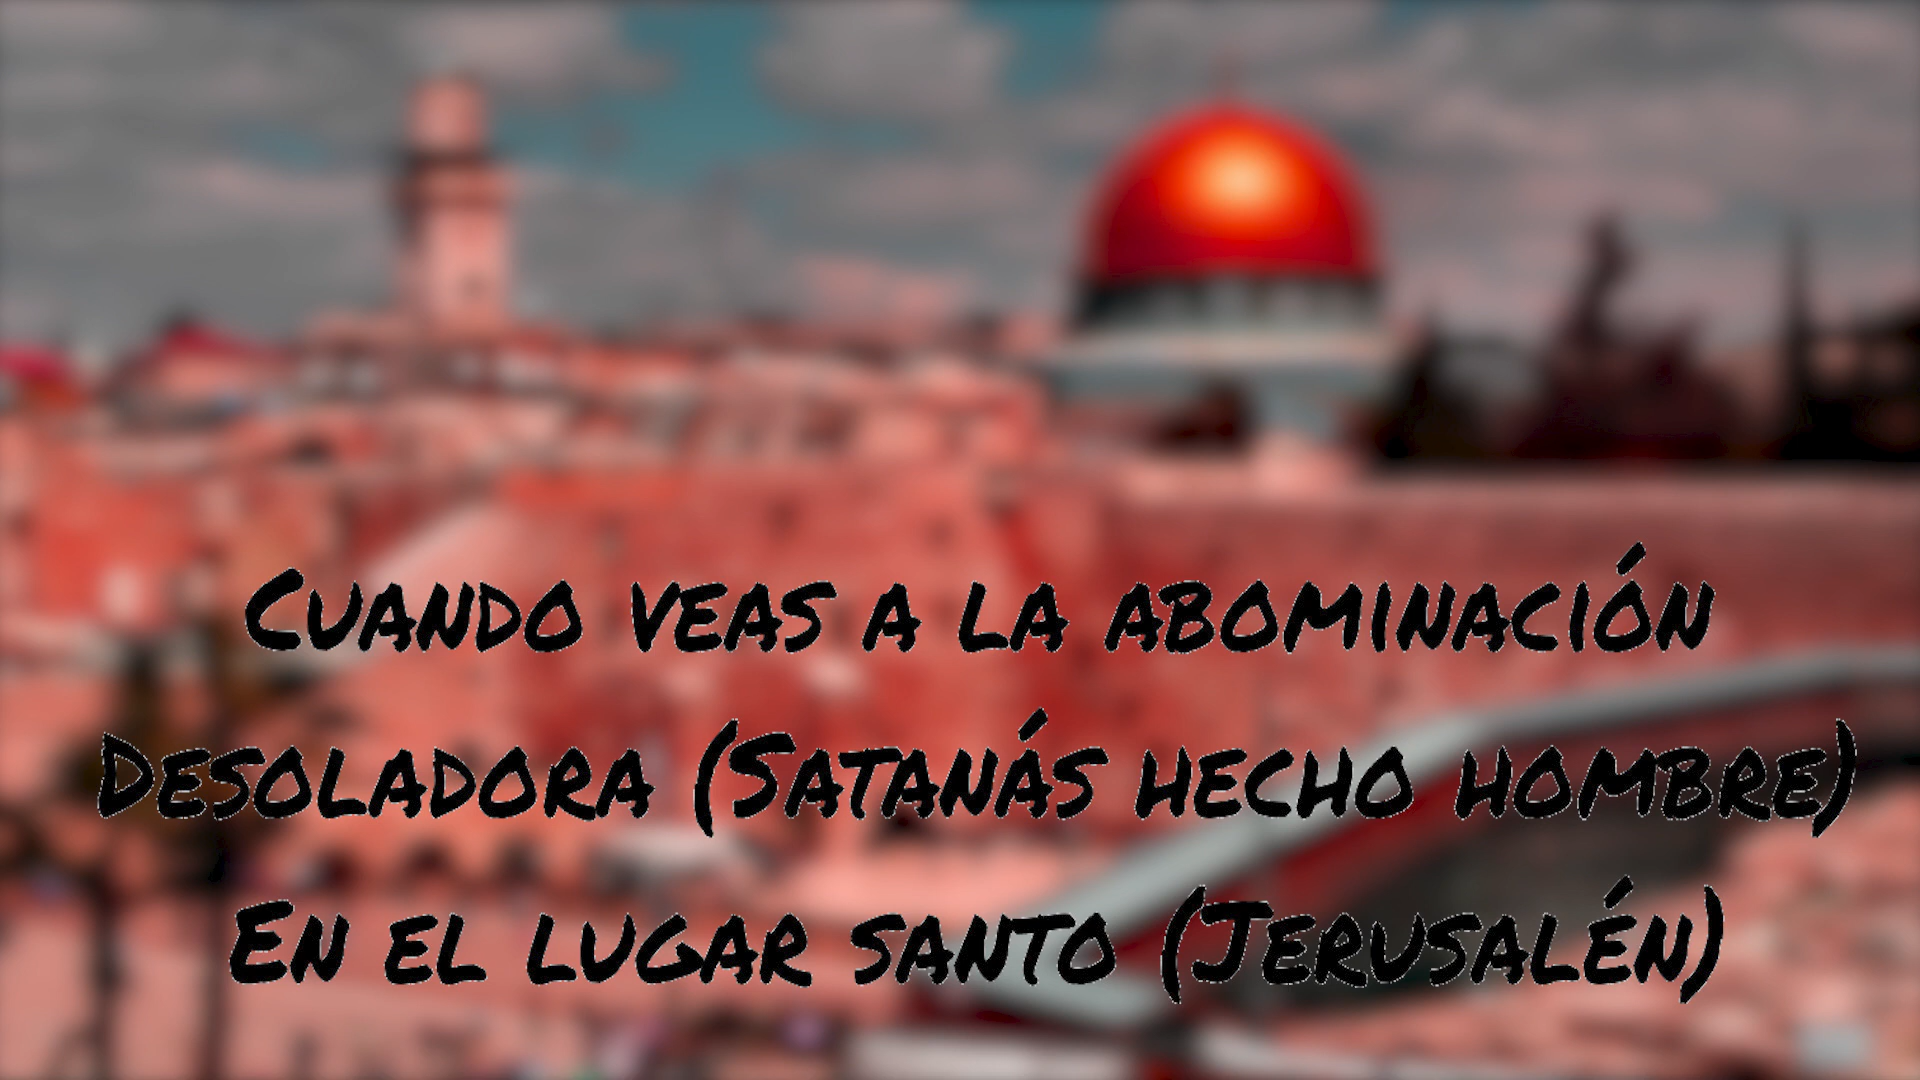 Cuando veas a la abominación
Desoladora (Satanás hecho hombre)
En el lugar santo (Jerusalén)